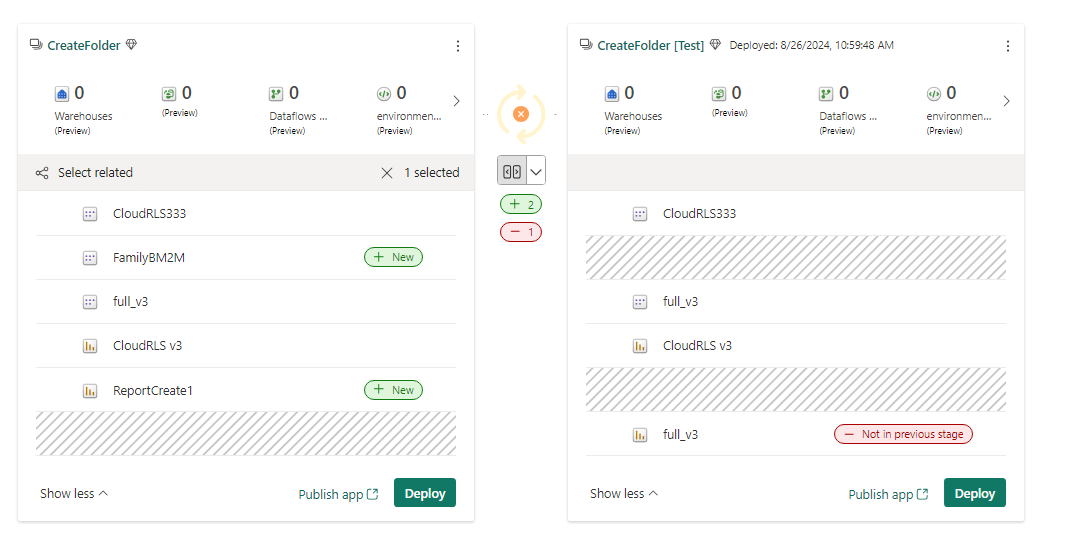 CreateFolder
0
0
0
0
Warehouses
(Preview)
(Preview)
Dataflows ...
(Preview)
environmen...
(Preview)
Select related
1 selected
CloudRLS333
FamilyBM2M
+ New
full_v3
CloudRLS v3
ReportCreate1
+ New
Show less
Publish app
Deploy
+ 2
− 1
CreateFolder [Test]
Deployed: 8/26/2024, 10:59:48 AM
0
0
0
0
Warehouses
(Preview)
(Preview)
Dataflows ...
(Preview)
environmen...
(Preview)
CloudRLS333
full_v3
CloudRLS v3
full_v3
− Not in previous stage
Show less
Publish app
Deploy